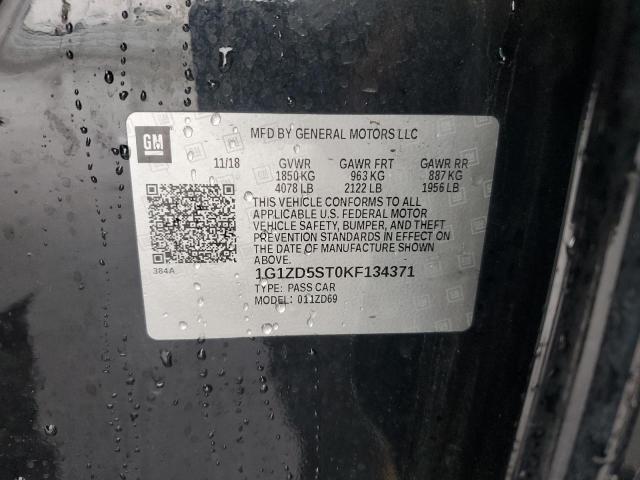 GM
MFD BY GENERAL MOTORS LLC
11/18 GVWR GAWR FRT GAWR RR
1850 KG 963 KG 887 KG
4078 LB 2122 LB 1956 LB
THIS VEHICLE CONFORMS TO ALL
APPLICABLE U.S. FEDERAL MOTOR
VEHICLE SAFETY, BUMPER, AND THEFT
PREVENTION STANDARDS IN EFFECT ON
THE DATE OF MANUFACTURE SHOWN
ABOVE.
384A
1G1ZD5ST0KF134371
TYPE: PASS CAR
MODEL: 011ZD69